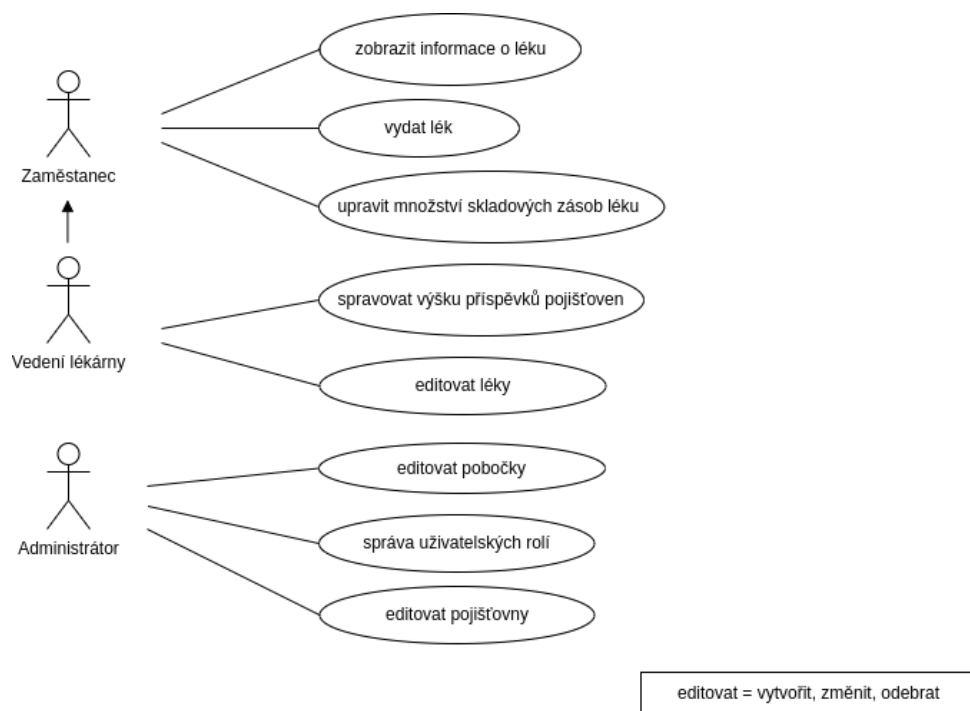 zobrazit informace o léku
vydat lék
Zaměstanec
upravit množství skladových zásob léku
spravovat výšku příspěvků pojišťoven
Vedení lékárny
editovat léky
editovat pobočky
Administrátor
správa uživatelských rolí
editovat pojišťovny
editovat = vytvořit, změnit, odebrat